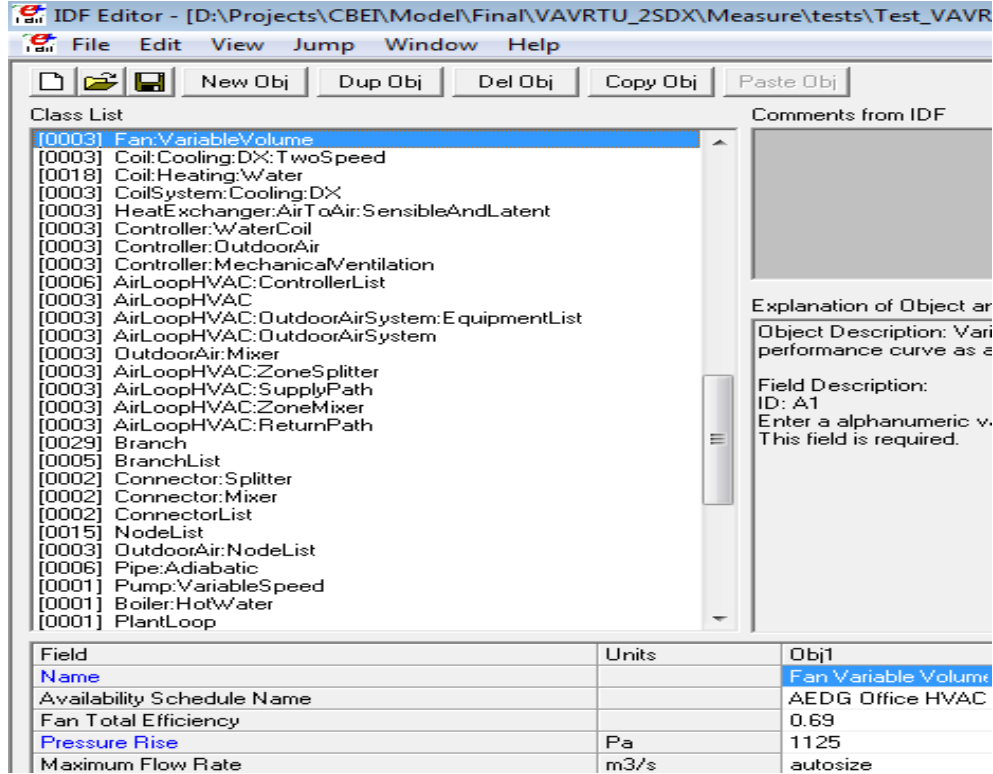 IDF Editor - [D:\Projects\CBEI\Model\Final\VAVRTU_2SDX\Measure\tests\Test_VAVR
File Edit View Jump Window Help
New Obj Dup Obj Del Obj Copy Obj Paste Obj
Class List
[0003] Fan:VariableVolume
[0003] Coil:Cooling:DX:TwoSpeed
[0018] Coil:Heating:Water
[0003] CoilSystem:Cooling:DX
[0003] HeatExchanger:AirToAir:SensibleAndLatent
[0003] Controller:WaterCoil
[0003] Controller:OutdoorAir
[0003] Controller:MechanicalVentilation
[0006] AirLoopHVAC:ControllerList
[0003] AirLoopHVAC
[0003] AirLoopHVAC:OutdoorAirSystem:EquipmentList
[0003] AirLoopHVAC:OutdoorAirSystem
[0003] OutdoorAir:Mixer
[0003] AirLoopHVAC:ZoneSplitter
[0003] AirLoopHVAC:SupplyPath
[0003] AirLoopHVAC:ZoneMixer
[0003] AirLoopHVAC:ReturnPath
[0029] Branch
[0005] BranchList
[0002] Connector:Splitter
[0002] Connector:Mixer
[0002] ConnectorList
[0015] NodeList
[0003] OutdoorAir:NodeList
[0006] Pipe:Adiabatic
[0001] Pump:VariableSpeed
[0001] Boiler:HotWater
[0001] PlantLoop
Comments from IDF
Explanation of Object an
Object Description: Vari
performance curve as a
Field Description:
ID: A1
Enter a alphanumeric va
This field is required.
Field Units Obj1
Name Fan Variable Volume
Availability Schedule Name AEDG Office HVAC
Fan Total Efficiency 0.69
Pressure Rise Pa 1125
Maximum Flow Rate m3/s autosize